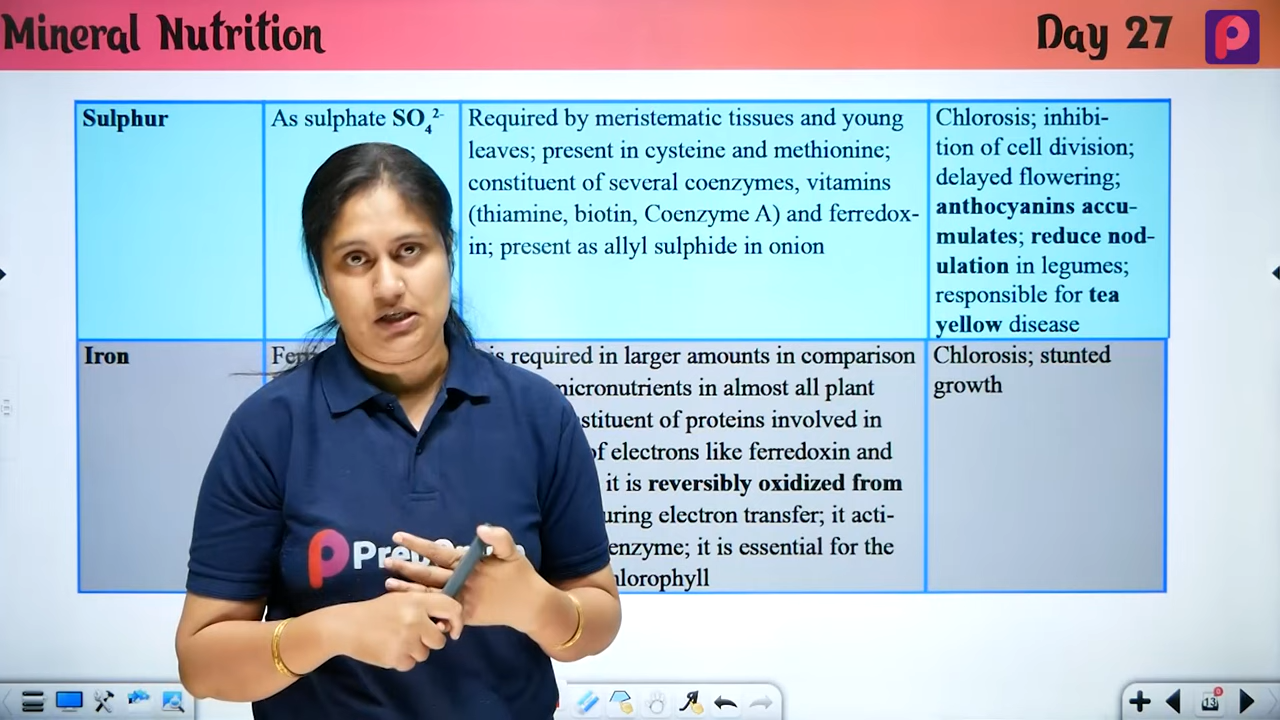 Mineral Nutrition
Day 27
Sulphur
As sulphate SO₄²⁻
Required by meristematic tissues and young
leaves; present in cysteine and methionine;
constituent of several coenzymes, vitamins
(thiamine, biotin, Coenzyme A) and ferredox-
in; present as allyl sulphide in onion
Chlorosis; inhibi-
tion of cell division;
delayed flowering;
anthocyanins accu-
mulates; reduce nod-
ulation in legumes;
responsible for tea
yellow disease
Iron
is required in larger amounts in comparison
micronutrients in almost all plant
of proteins involved in
of electrons like ferredoxin and
it is reversibly oxidized from
electron transfer; it acti-
enzyme; it is essential for the
Chlorosis; stunted
growth
13